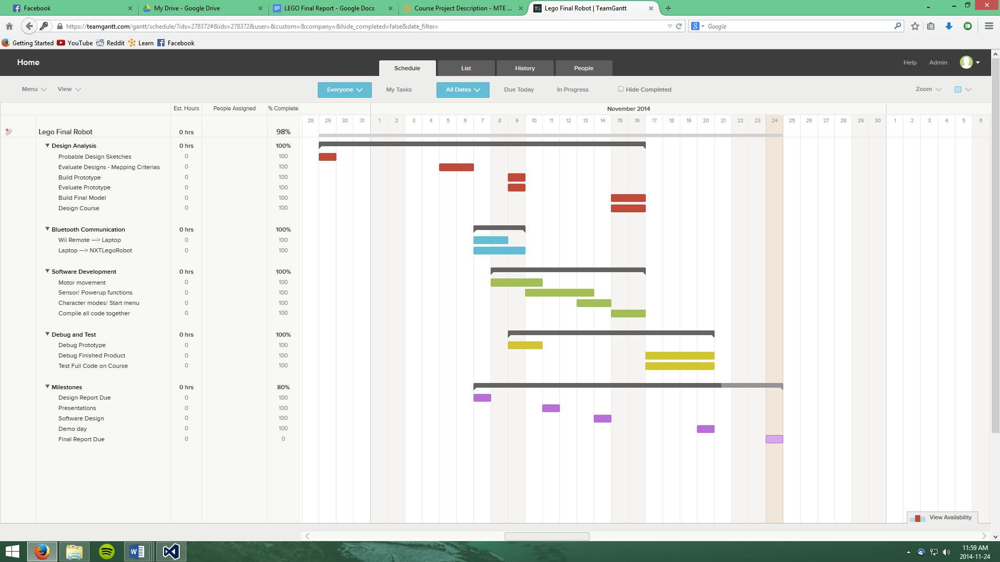 Facebook
My Drive - Google Drive
LEGO Final Report - Google Docs
Course Project Description - MTE ...
Lego Final Robot | TeamGantt
https://teamgantt.com/gantt/schedule/?ids=278372#&ids=278372&user=&custom=&company=&hide_completed=false&date_filter=
Google
Getting Started YouTube Reddit Learn Facebook
Home
Schedule List History People
Help Admin
Menu View
Everyone My Tasks All Dates Due Today In Progress Hide Completed
Zoom
Est. Hours People Assigned % Complete
November 2014
28 29 30 31 1 2 3 4 5 6 7 8 9 10 11 12 13 14 15 16 17 18 19 20 21 22 23 24 25 26 27 28 29 30 1 2 3 4 5 6
Lego Final Robot 0 hrs 98%
Design Analysis 0 hrs 100%
Probable Design Sketches 0 100
Evaluate Designs - Mapping Criterias 0 100
Build Prototype 0 100
Evaluate Prototype 0 100
Build Final Model 0 100
Design Course 0 100
Bluetooth Communication 0 hrs 100%
Wii Remote ---> Laptop 0 100
Laptop ---> NXTLegoRobot 0 100
Software Development 0 hrs 100%
Motor movement 0 100
Sensor/ Powerup functions 0 100
Character modes/ Start menu 0 100
Compile all code together 0 100
Debug and Test 0 hrs 100%
Debug Prototype 0 100
Debug Finished Product 0 100
Test Full Code on Course 0 100
Milestones 0 hrs 80%
Design Report Due 0 100
Presentations 0 100
Software Design 0 100
Demo day 0 100
Final Report Due 0 0
View Availability
11:59 AM
2014-11-24